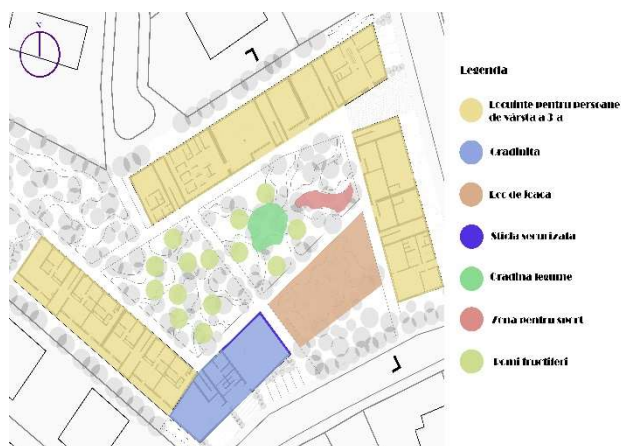 N
Legenda
Locuinte pentru persoane
de vârsta a 3-a
Gradinita
Loc de joaca
Sticla securizata
Gradina legume
Zona pentru sport
Pomi fructiferi